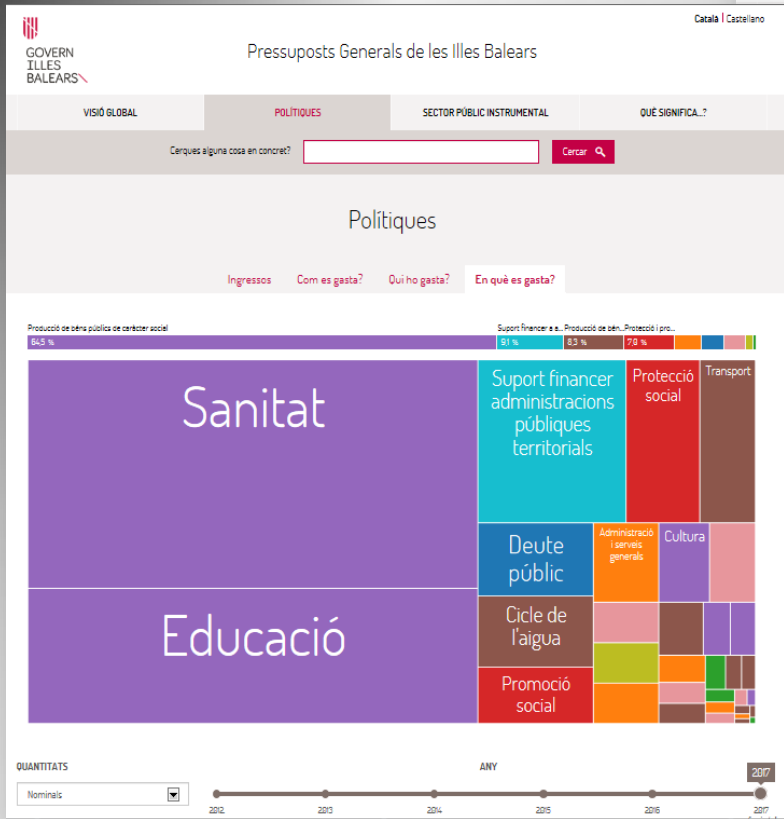 Català | Castellano
GOVERN
ILLES
BALEARS
Pressuposts Generals de les Illes Balears
VISIÓ GLOBAL
POLÍTIQUES
SECTOR PÚBLIC INSTRUMENTAL
QUÈ SIGNIFICA...?
Cerques alguna cosa en concret?
Cercar
Polítiques
Ingressos
Com es gasta?
Qui ho gasta?
En què es gasta?
Producció de béns públics de caràcter social
Suport financer a a...
Producció de bén...
Protecció i pro...
64,5 %
9,1 %
8,3 %
7,0 %
Sanitat
Suport financer
administracions
públiques
territorials
Protecció
social
Transport
Educació
Deute
públic
Administració
i serveis
generals
Cultura
Cicle de
l'aigua
Promoció
social
QUANTITATS
ANY
2017
Nominals
2012
2013
2014
2015
2016
2017